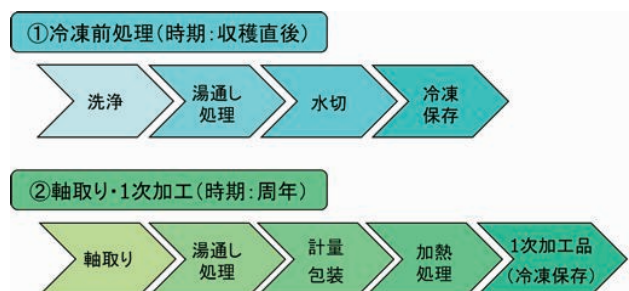 ①冷凍前処理(時期:収穫直後)
洗浄
湯通し
処理
水切
冷凍
保存
②軸取り・1次加工(時期:周年)
軸取り
湯通し
処理
計量
包装
加熱
処理
1次加工品
(冷凍保存)